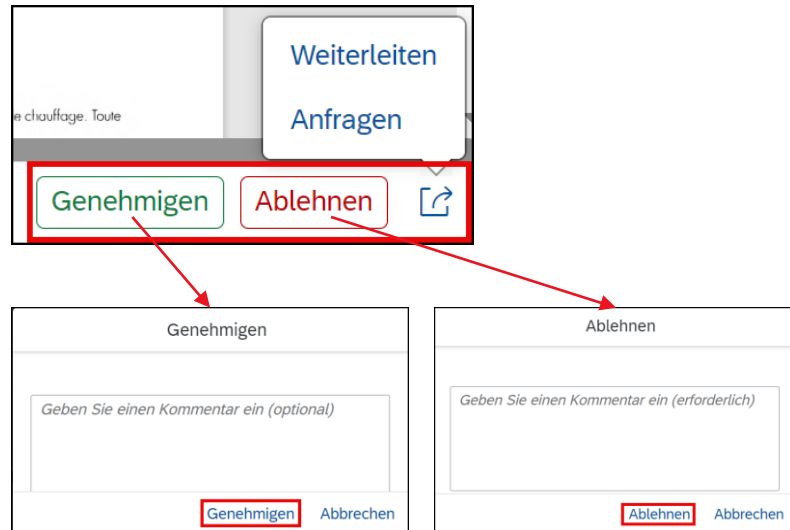 Weiterleiten
Anfragen
e chauffage. Toute
Genehmigen
Ablehnen
Genehmigen
Geben Sie einen Kommentar ein (optional)
Genehmigen
Abbrechen
Ablehnen
Geben Sie einen Kommentar ein (erforderlich)
Ablehnen
Abbrechen